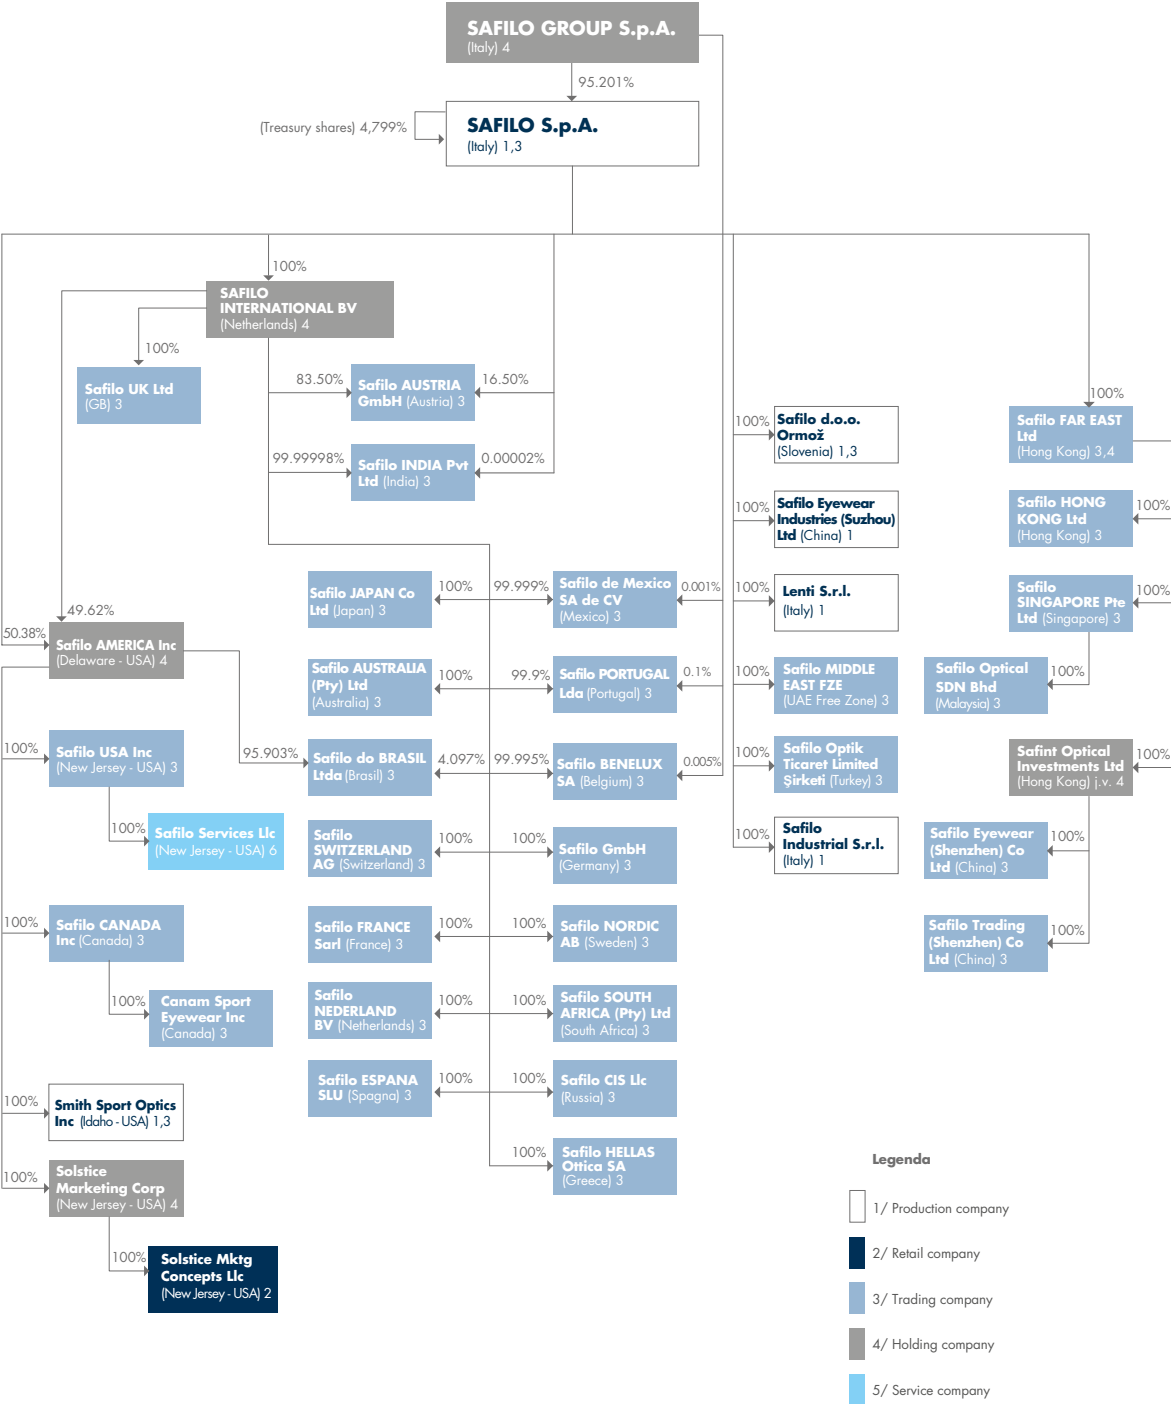 SAFILO GROUP S.p.A.
(Italy) 4
95.201%
(Treasury shares) 4,799%
SAFILO S.p.A.
(Italy) 1,3
100%
SAFILO
INTERNATIONAL BV
(Netherlands) 4
100%
Safilo UK Ltd
(GB) 3
83.50%
Safilo AUSTRIA
GmbH (Austria) 3
16.50%
99.99998%
Safilo INDIA Pvt
Ltd (India) 3
0.00002%
49.62%
50.38%
Safilo AMERICA Inc
(Delaware - USA) 4
100%
Safilo USA Inc
(New Jersey - USA) 3
100%
Safilo Services Llc
(New Jersey - USA) 6
100%
Safilo CANADA
Inc (Canada) 3
100%
Canam Sport
Eyewear Inc
(Canada) 3
100%
Smith Sport Optics
Inc (Idaho - USA) 1,3
100%
Solstice
Marketing Corp
(New Jersey - USA) 4
100%
Solstice Mktg
Concepts Llc
(New Jersey - USA) 2
Safilo JAPAN Co
Ltd (Japan) 3
100%
99.999%
Safilo de Mexico
SA de CV
(Mexico) 3
0.001%
Safilo AUSTRALIA
(Pty) Ltd
(Australia) 3
100%
99.9%
Safilo PORTUGAL
Lda (Portugal) 3
0.1%
95.903%
Safilo do BRASIL
Ltda (Brasil) 3
4.097%
99.995%
Safilo BENELUX
SA (Belgium) 3
0.005%
Safilo
SWITZERLAND
AG (Switzerland) 3
100%
100%
Safilo GmbH
(Germany) 3
Safilo FRANCE
Sarl (France) 3
100%
100%
Safilo NORDIC
AB (Sweden) 3
Safilo
NEDERLAND
BV (Netherlands) 3
100%
100%
Safilo SOUTH
AFRICA (Pty) Ltd
(South Africa) 3
Safilo ESPANA
SLU (Spagna) 3
100%
100%
Safilo CIS Llc
(Russia) 3
100%
Safilo HELLAS
Ottica SA
(Greece) 3
100%
Safilo d.o.o.
Ormož
(Slovenia) 1,3
100%
Safilo Eyewear
Industries (Suzhou)
Ltd (China) 1
100%
Lenti S.r.l.
(Italy) 1
100%
Safilo MIDDLE
EAST FZE
(UAE Free Zone) 3
100%
Safilo Optik
Ticaret Limited
Şirketi (Turkey) 3
100%
Safilo
Industrial S.r.l.
(Italy) 1
100%
Safilo FAR EAST
Ltd
(Hong Kong) 3,4
Safilo HONG
KONG Ltd
(Hong Kong) 3
100%
Safilo
SINGAPORE Pte
Ltd (Singapore) 3
100%
Safilo Optical
SDN Bhd
(Malaysia) 3
100%
Safint Optical
Investments Ltd
(Hong Kong) j.v. 4
100%
Safilo Eyewear
(Shenzhen) Co
Ltd (China) 3
100%
Safilo Trading
(Shenzhen) Co
Ltd (China) 3
100%
Legenda
1/ Production company
2/ Retail company
3/ Trading company
4/ Holding company
5/ Service company